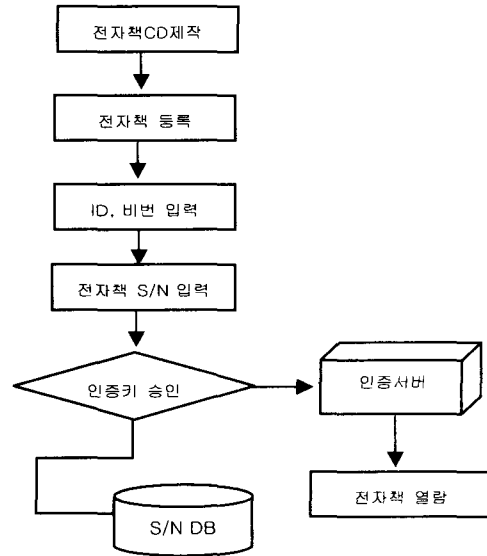 전자책CD제작
전자책 등록
ID, 비번 입력
전자책 S/N 입력
인증키 승인
인증서버
전자책 열람
S/N DB